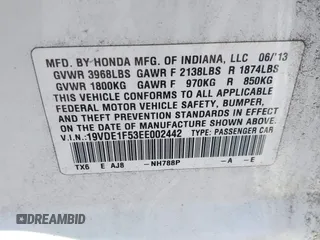 MFD. BY HONDA MFG. OF INDIANA, LLC 06/'13
GVWR 3968LBS GAWR F 2138LBS R 1874LBS
GVWR 1800KG GAWR F 970KG R 850KG
THIS VEHICLE CONFORMS TO ALL APPLICABLE
FEDERAL MOTOR VEHICLE SAFETY, BUMPER,
AND THEFT PREVENTION STANDARDS IN EFFECT
ON THE DATE OF MANUFACTURE SHOWN ABOVE.
V.I.N.:19VDE1F53EE002442 TYPE: PASSENGER CAR
TX6 E AJ8 -NH788P -A -E
DREAMBID